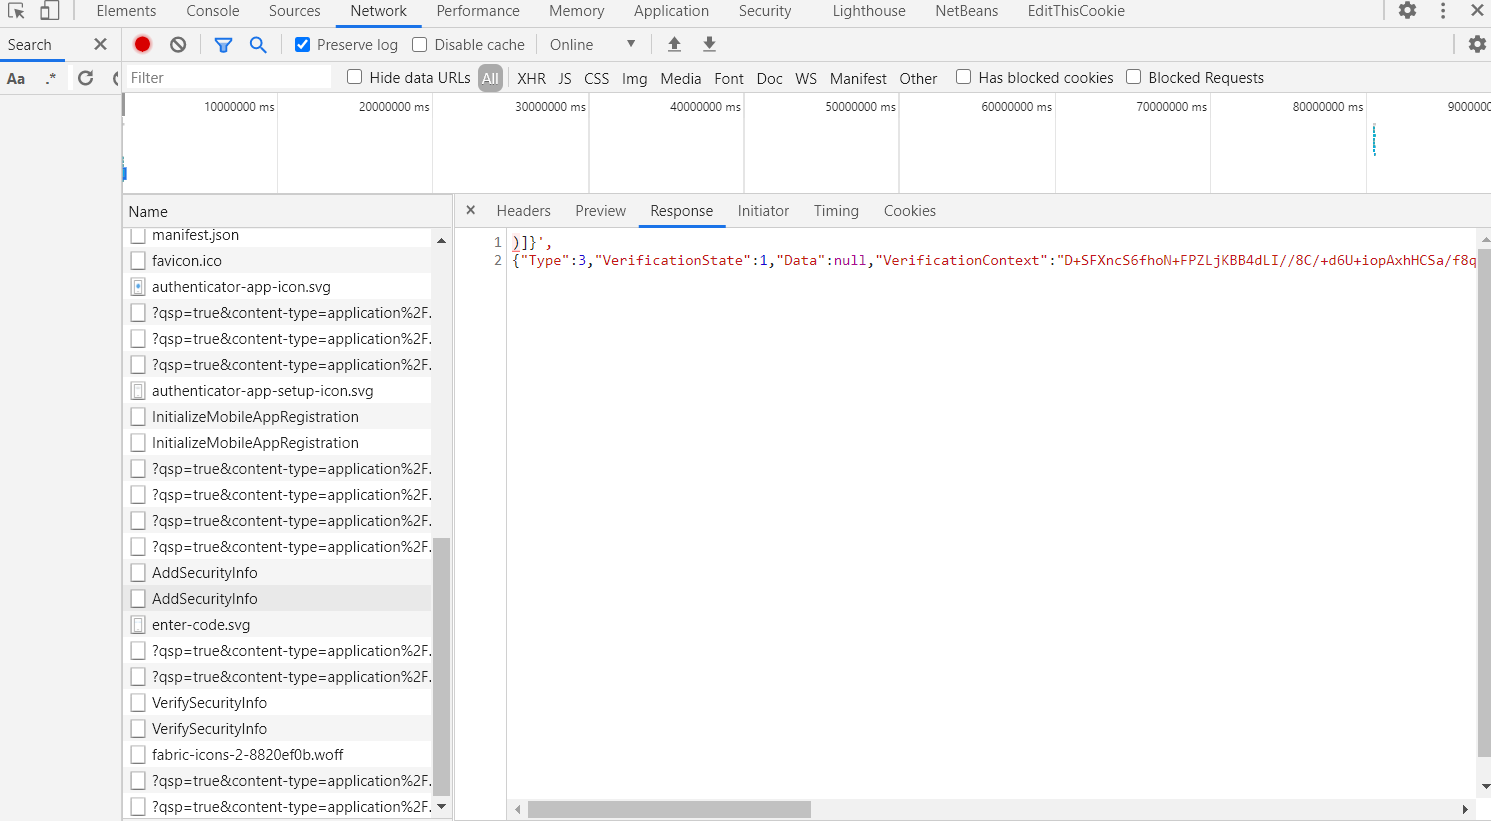 Elements Console Sources Network Performance Memory Application Security Lighthouse NetBeans EditThisCookie
Search Preserve log Disable cache Online
Aa .* Filter Hide data URLs All XHR JS CSS Img Media Font Doc WS Manifest Other Has blocked cookies Blocked Requests
10000000 ms 20000000 ms 30000000 ms 40000000 ms 50000000 ms 60000000 ms 70000000 ms 80000000 ms 9000000
Name
manifest.json
favicon.ico
authenticator-app-icon.svg
?qsp=true&content-type=application%2F.
?qsp=true&content-type=application%2F.
?qsp=true&content-type=application%2F.
authenticator-app-setup-icon.svg
InitializeMobileAppRegistration
InitializeMobileAppRegistration
?qsp=true&content-type=application%2F.
?qsp=true&content-type=application%2F.
?qsp=true&content-type=application%2F.
?qsp=true&content-type=application%2F.
AddSecurityInfo
AddSecurityInfo
enter-code.svg
?qsp=true&content-type=application%2F.
?qsp=true&content-type=application%2F.
VerifySecurityInfo
VerifySecurityInfo
fabric-icons-2-8820ef0b.woff
?qsp=true&content-type=application%2F.
?qsp=true&content-type=application%2F.
Headers Preview Response Initiator Timing Cookies
1 )]}',
2 {"Type":3,"VerificationState":1,"Data":null,"VerificationContext":"D+SFXncS6fhoN+FPZLjKBB4dLI//8C/+d6U+iopAxhHCSa/f8q